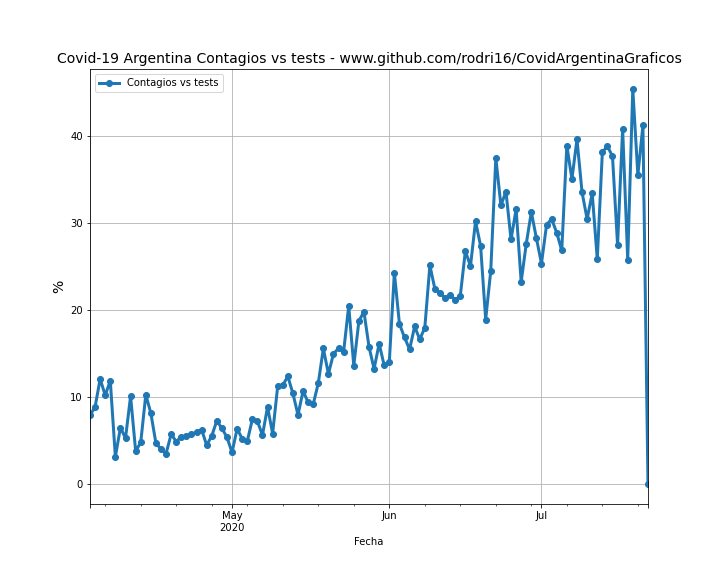 Covid-19 Argentina Contagios vs tests - www.github.com/rodri16/CovidArgentinaGraficos
Contagios vs tests
40
30
20
10
0
%
May
2020
Jun
Jul
Fecha